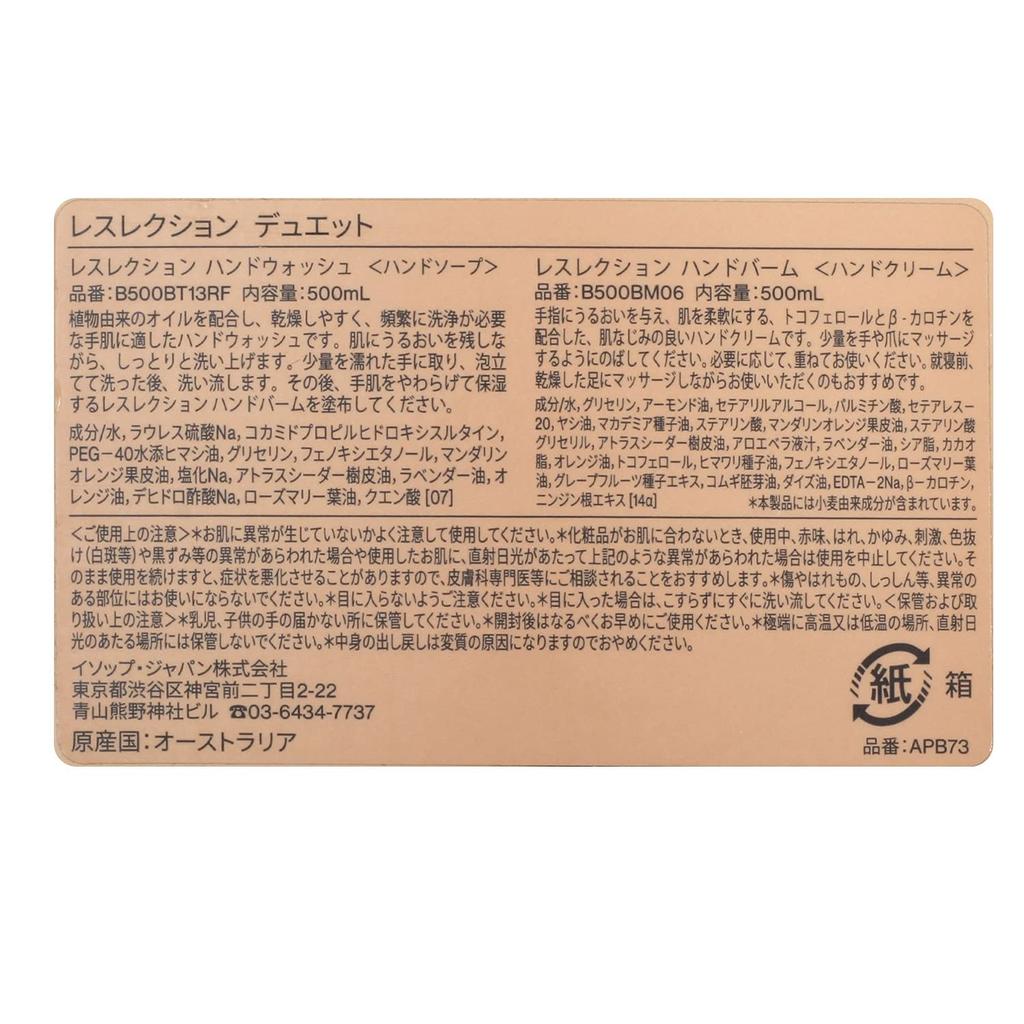 レスレクション デュエット
レスレクション ハンドウォッシュ ＜ハンドソープ＞
品番：B500BT13RF 内容量：500mL
植物由来のオイルを配合し、乾燥しやすく、頻繁に洗浄が必要
な手肌に適したハンドウォッシュです。肌にうるおいを残しな
がら、しっとりと洗い上げます。少量を濡れた手に取り、泡立
てて洗った後、洗い流します。その後、手肌をやわらげて保湿
するレスレクション ハンドバームを塗布してください。
成分/水，ラウレス硫酸Na，コカミドプロピルヒドロキシスルタイン，
PEG－40水添ヒマシ油，グリセリン，フェノキシエタノール，マンダリン
オレンジ果皮油，塩化Na，アトラスシーダー樹皮油，ラベンダー油，オ
レンジ油，デヒドロ酢酸Na，ローズマリー葉油，クエン酸 [07]
レスレクション ハンドバーム ＜ハンドクリーム＞
品番：B500BM06 内容量：500mL
手指にうるおいを与え、肌を柔軟にする、トコフェロールとβ-カロチンを
配合した、肌なじみの良いハンドクリームです。少量を手や爪にマッサージ
するようにのばしてください。必要に応じて、重ねてお使いください。就寝前、
乾燥した足にマッサージしながらお使いいただくのもおすすめです。
成分/水，グリセリン，アーモンド油，セテアリルアルコール，パルミチン酸，セテアレス－
20，ヤシ油，マカデミア種子油，ステアリン酸，マンダリンオレンジ果皮油，ステアリン酸
グリセリル，アトラスシーダー樹皮油，アロエベラ液汁，ラベンダー油，シア脂，カカオ
脂，オレンジ油，トコフェロール，ヒマワリ種子油，フェノキシエタノール，ローズマリー葉
油，グレープフルーツ種子エキス，コムギ胚芽油，ダイズ油，EDTA－2Na，β－カロチン，
ニンジン根エキス [14α] ＊本製品には小麦由来成分が含まれています。
＜ご使用上の注意＞＊お肌に異常が生じていないかよく注意して使用してください。＊化粧品がお肌に合わないとき、使用中、赤味、はれ、かゆみ、刺激、色抜
け(白斑等)や黒ずみ等の異常があらわれた場合や使用したお肌に、直射日光があたって上記のような異常があらわれた場合は使用を中止してください。そ
のまま使用を続けますと、症状を悪化させることがありますので、皮膚科専門医等にご相談されることをおすすめします。＊傷やはれもの、しっしん等、異常の
ある部位にはお使いにならないでください。＊目に入らないようご注意ください。＊目に入った場合は、こすらずにすぐに洗い流してください。＜保管および取
り扱い上の注意＞＊乳児、子供の手の届かない所に保管してください。＊開封後はなるべくお早めにご使用ください。＊極端に高温又は低温の場所、直射日
光のあたる場所には保管しないでください。＊中身の出し戻しは変質の原因になりますのでおやめください。
イソップ・ジャパン株式会社
東京都渋谷区神宮前二丁目2-22
青山熊野神社ビル ☎03-6434-7737
原産国：オーストラリア
紙 箱
品番：APB73